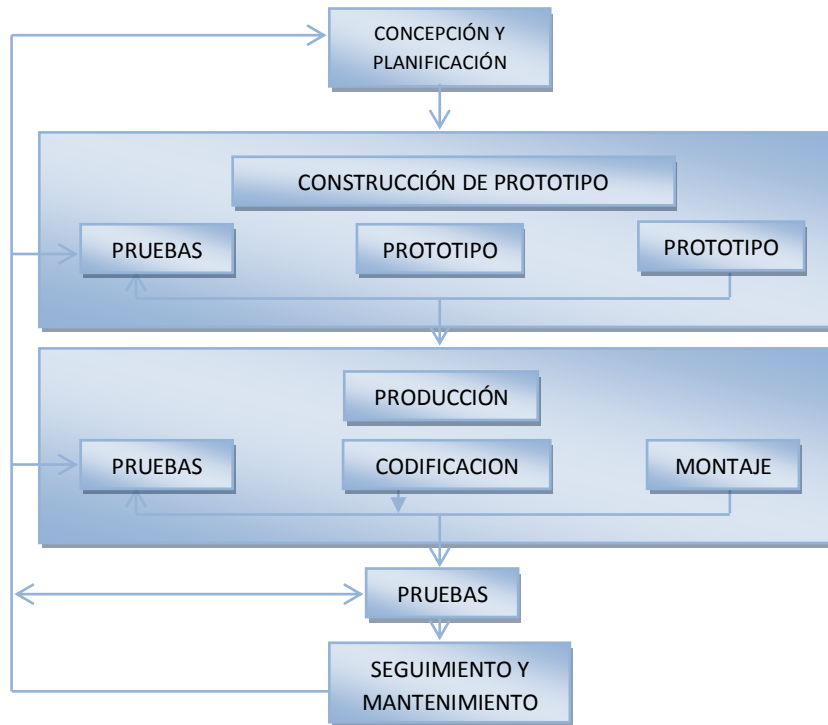 CONCEPCIÓN Y
PLANIFICACIÓN
CONSTRUCCIÓN DE PROTOTIPO
PRUEBAS
PROTOTIPO
PROTOTIPO
PRODUCCIÓN
PRUEBAS
CODIFICACION
MONTAJE
PRUEBAS
SEGUIMIENTO Y
MANTENIMIENTO